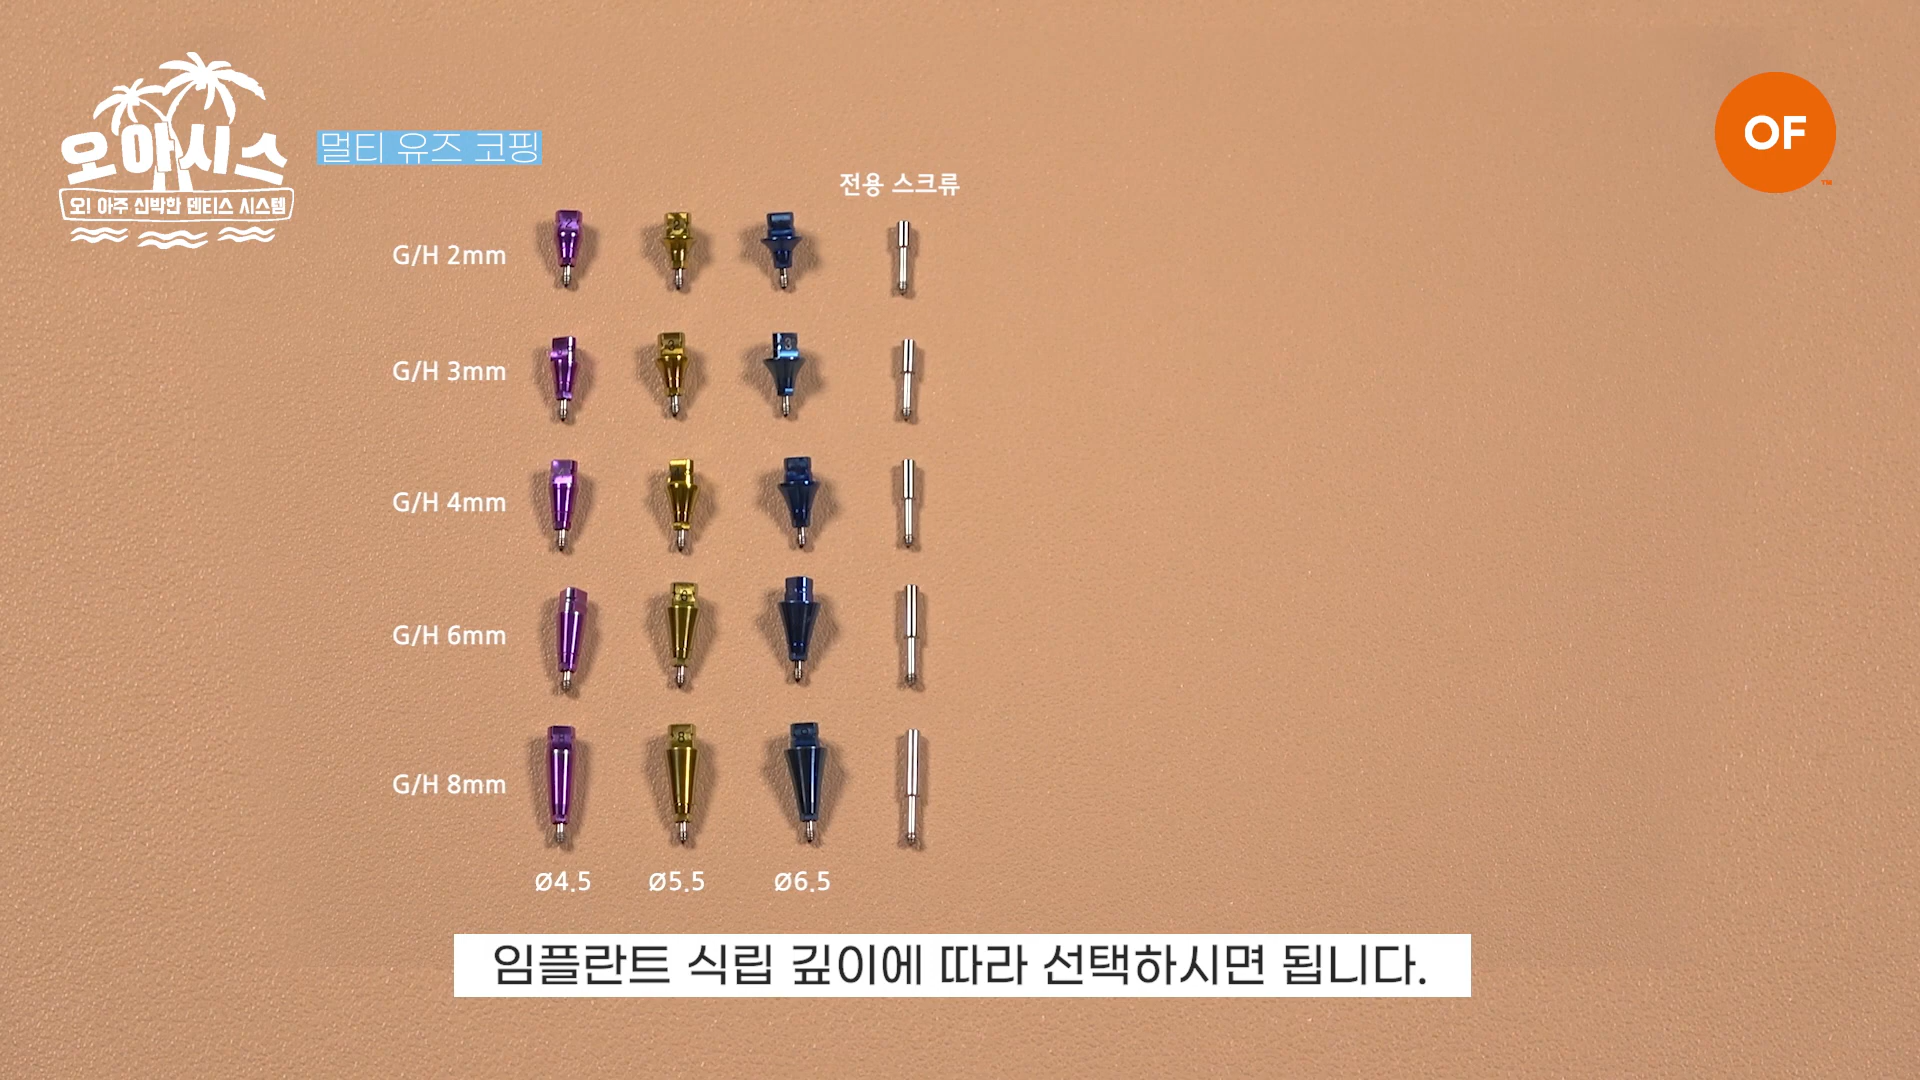 오아시스
오! 아주 신박한 덴티스 시스템
OF
TM
멀티 유즈 코핑
전용 스크류
G/H 2mm
3
G/H 3mm
G/H 4mm
G/H 6mm
8
G/H 8mm
Ø4.5 Ø5.5 Ø6.5
임플란트 식립 깊이에 따라 선택하시면 됩니다.